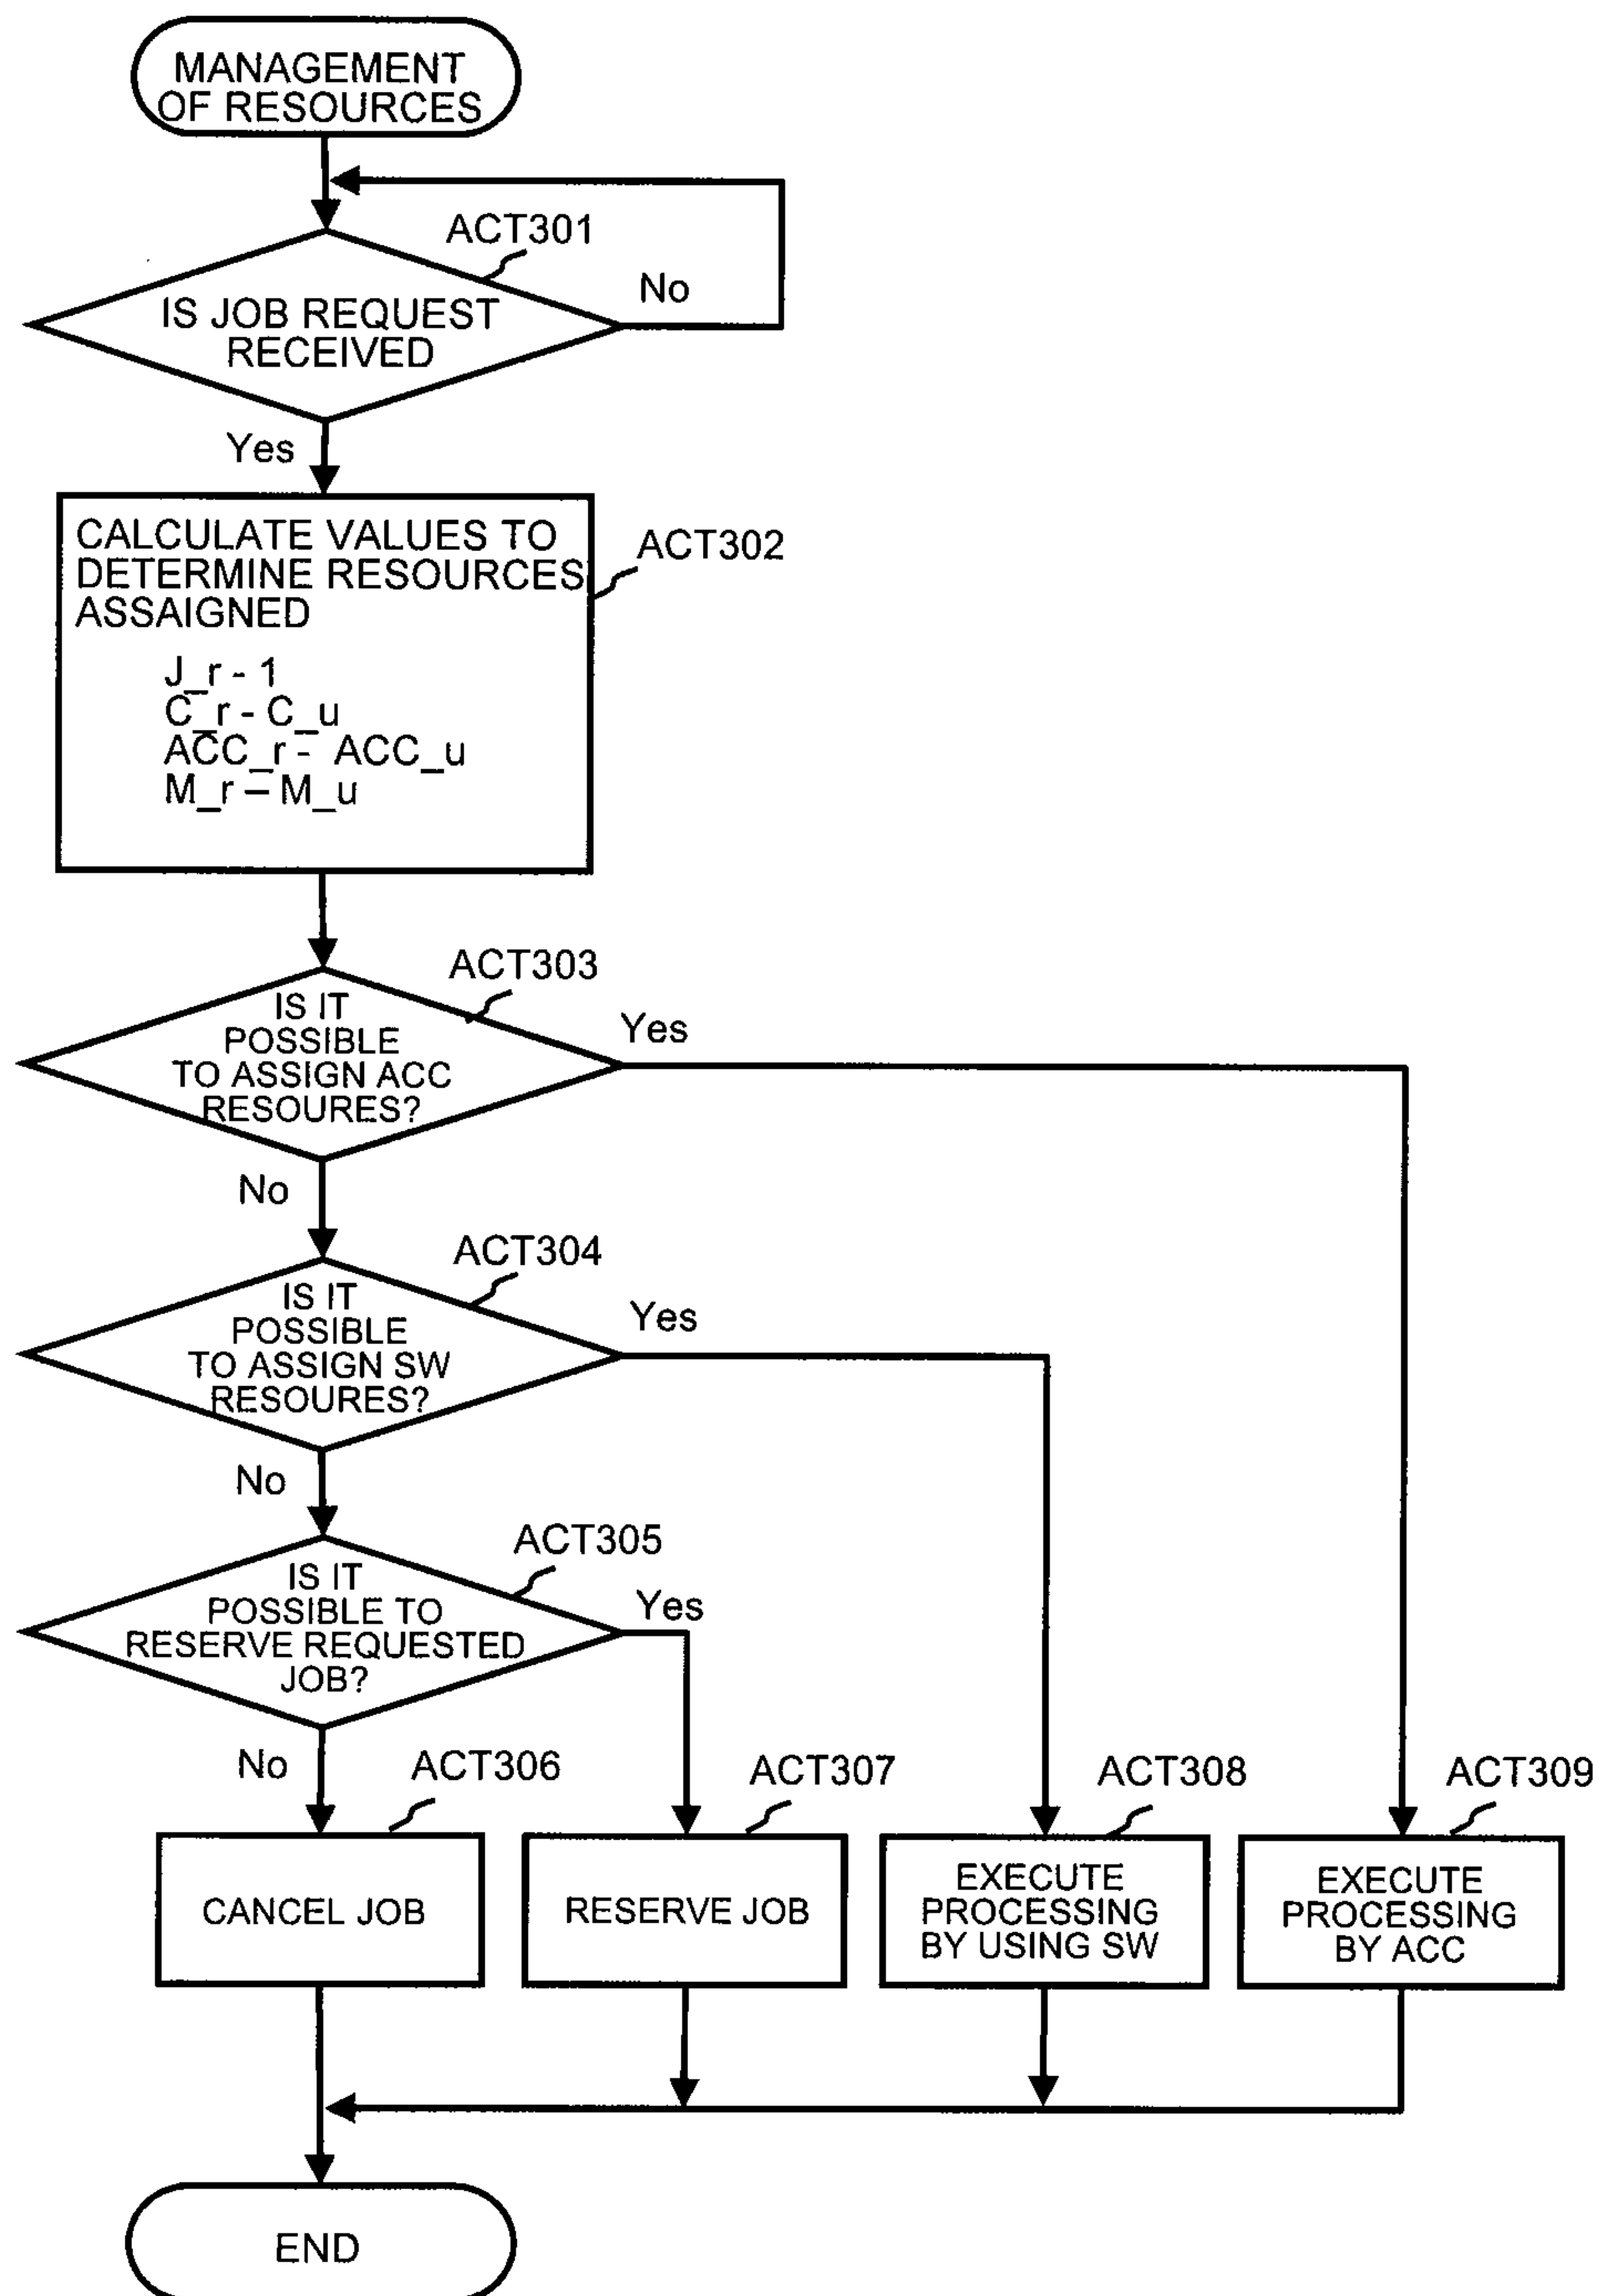 MANAGEMENT
OF RESOURCES
ACT301
No
IS JOB REQUEST
RECEIVED
Yes
CALCULATE VALUES TO
DETERMINE RESOURCES
ASSAIGNED
ACT302
J_r - 1
C_r - C_u
ACC_r - ACC_u
M_r – M_u
ACT303
IS IT
POSSIBLE
TO ASSIGN ACC
RESOURES?
Yes
No
ACT304
IS IT
POSSIBLE
TO ASSIGN SW
RESOURES?
Yes
No
ACT305
IS IT
POSSIBLE TO
RESERVE REQUESTED
JOB?
Yes
No
ACT306
ACT307
ACT308
ACT309
CANCEL JOB
RESERVE JOB
EXECUTE
PROCESSING
BY USING SW
EXECUTE
PROCESSING
BY ACC
END